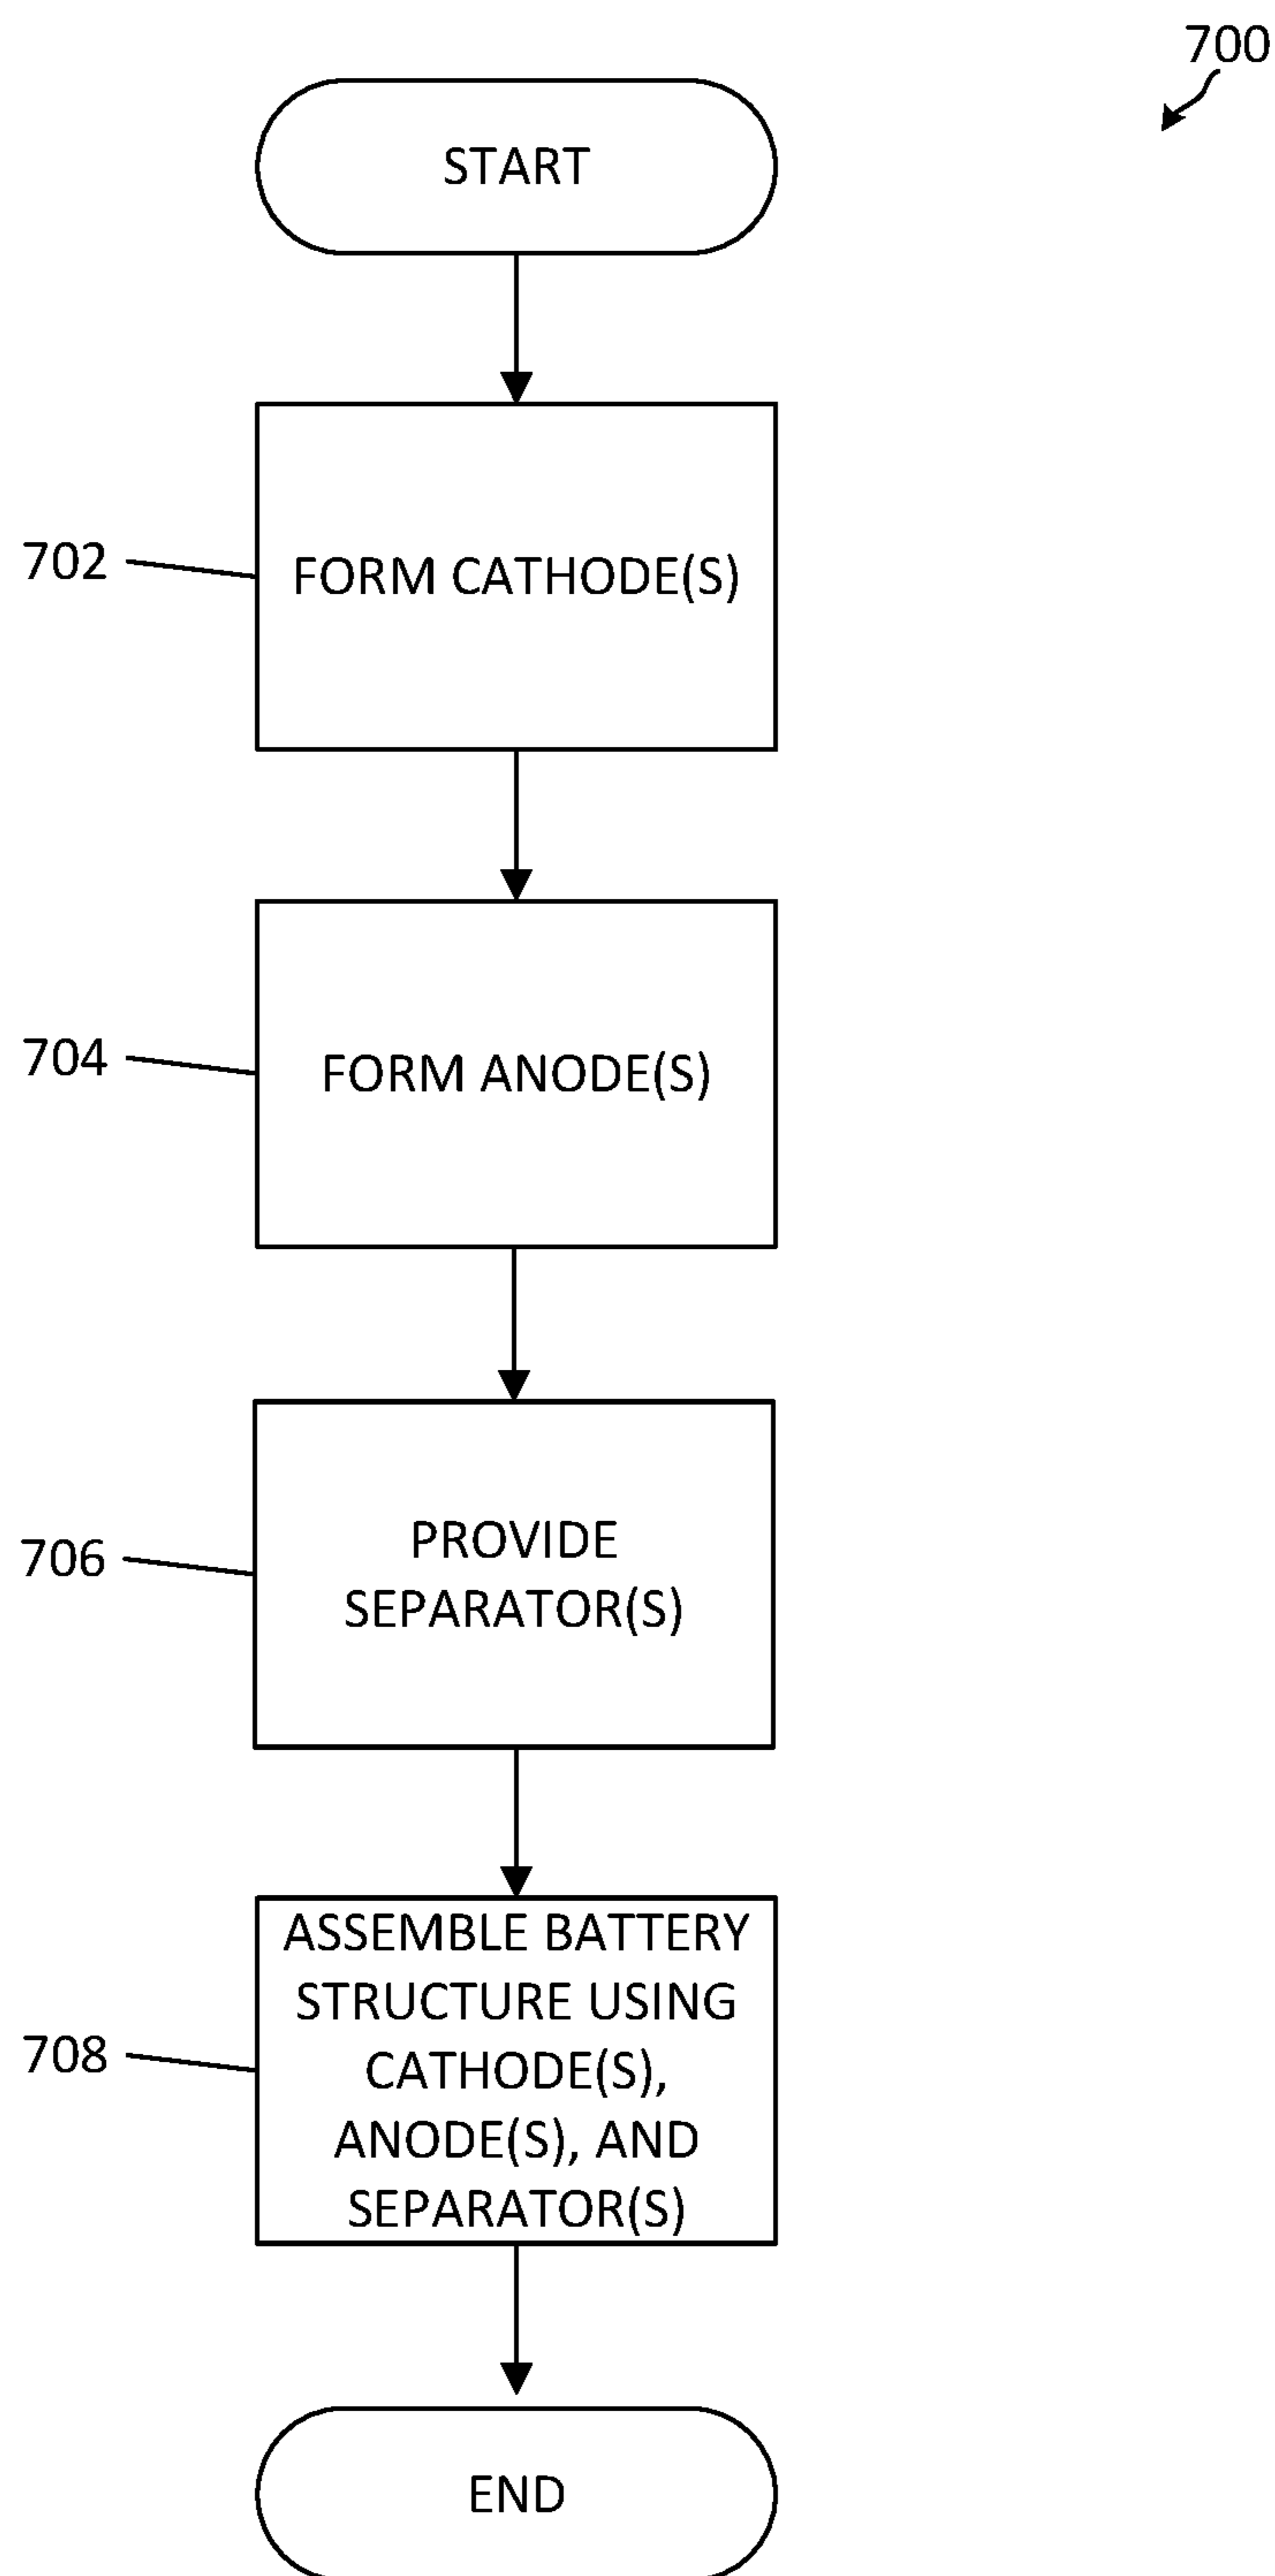 700
START
702
FORM CATHODE(S)
704
FORM ANODE(S)
706
PROVIDE
SEPARATOR(S)
708
ASSEMBLE BATTERY
STRUCTURE USING
CATHODE(S),
ANODE(S), AND
SEPARATOR(S)
END